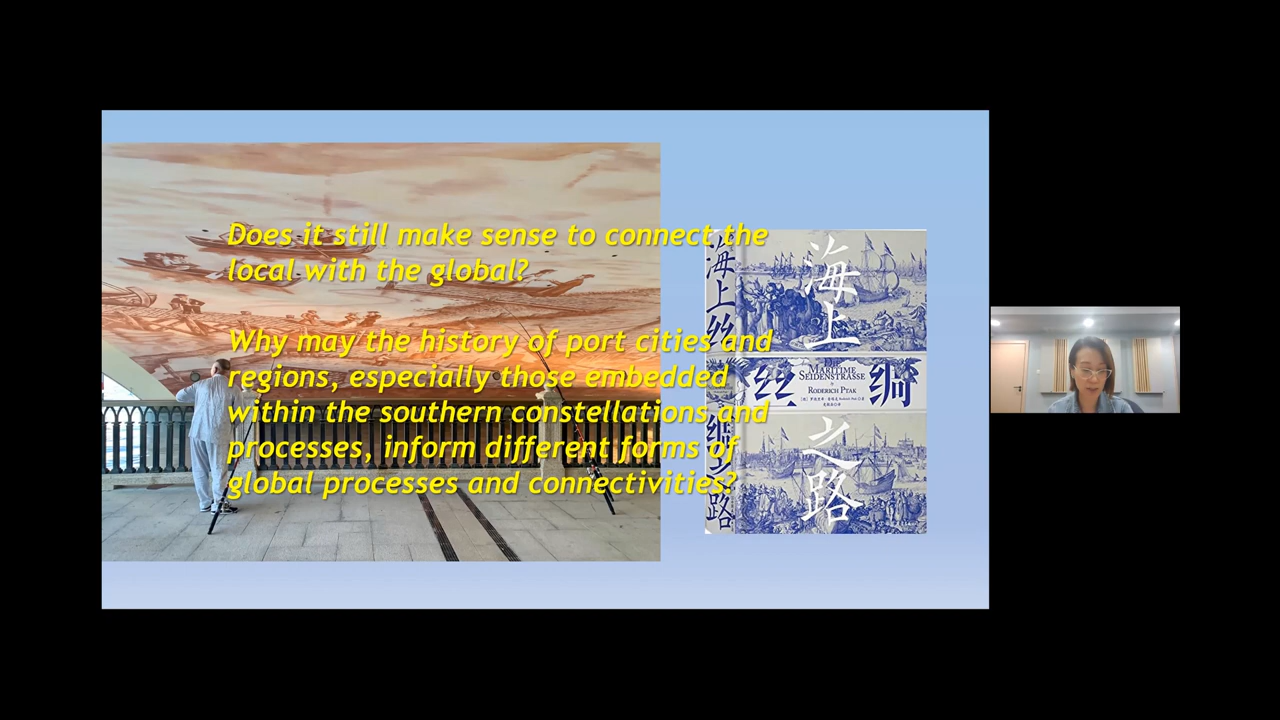 Does it still make sense to connect the
local with the global?
Why may the history of port cities and
regions, especially those embedded
within the southern constellations and
processes, inform different forms of
global processes and connectivities?
海上
丝绸
之路
MARITIME
SEIDENSTRASSE
RODERICH PTAK
海上丝绸之路